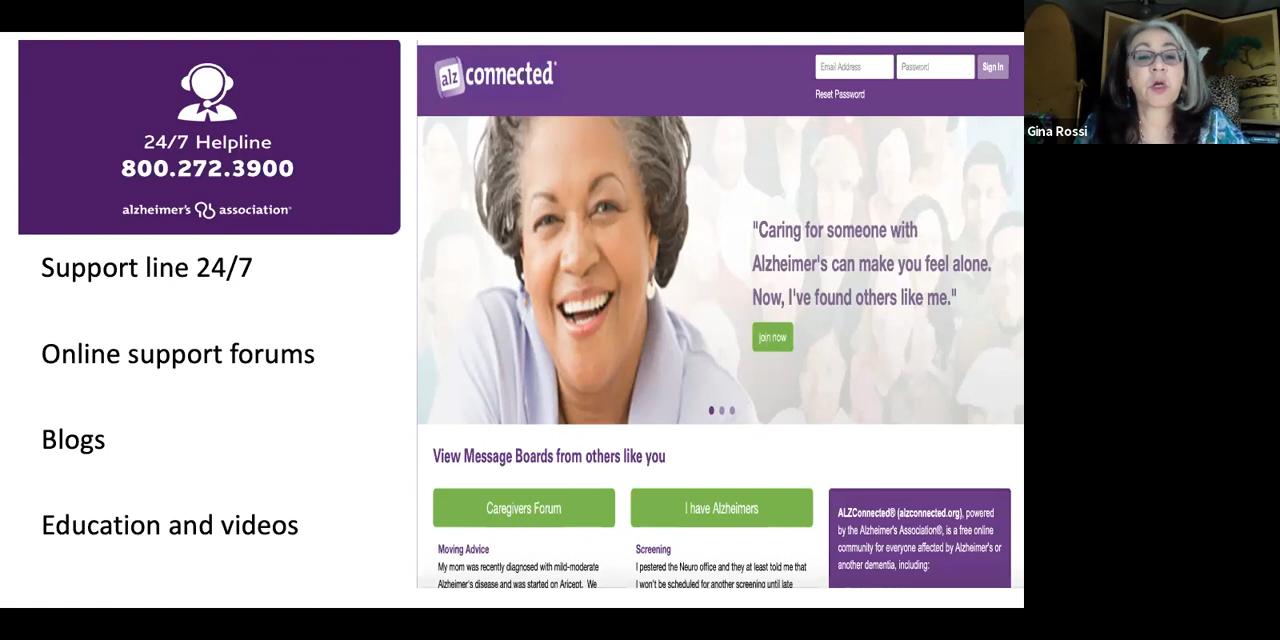 24/7 Helpline
800.272.3900
alzheimer's association®
Support line 24/7
Online support forums
Blogs
Education and videos
alz connected®
Email Address
Password
Sign In
Reset Password
"Caring for someone with
Alzheimer's can make you feel alone.
Now, I've found others like me."
join now
View Message Boards from others like you
Caregivers Forum
Moving Advice
My mom was recently diagnosed with mild-moderate
Alzheimer's disease and was started on Aricept. We
I have Alzheimers
Screening
I pestered the Neuro office and they at least told me that
I won't be scheduled for another screening until late
ALZConnected® (alzconnected.org), powered
by the Alzheimer's Association®, is a free online
community for everyone affected by Alzheimer's or
another dementia, including:
Gina Rossi